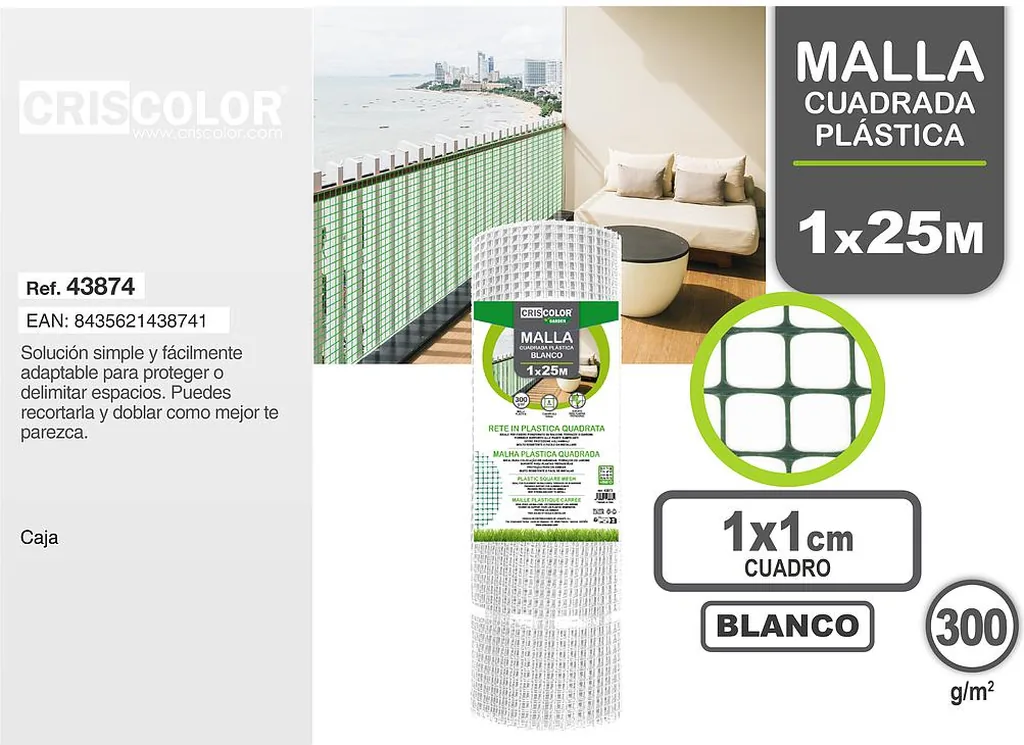 CRISCOLOR®
www.criscolor.com
Ref. 43874
EAN: 8435621438741
Solución simple y fácilmente
adaptable para proteger o
delimitar espacios. Puedes
recortarla y doblar como mejor te
parezca.
Caja
MALLA
CUADRADA
PLÁSTICA
1x25M
CRISCOLOR
GARDEN
MALLA
CUADRADA PLÁSTICA
BLANCO
1x25M
300
RETE IN PLASTICA QUADRATA
MALHA PLASTICA QUADRADA
PLASTIC SQUARE MESH
MAILLE PLASTIQUE CARRÉE
1x1cm
CUADRO
BLANCO
300
g/m²